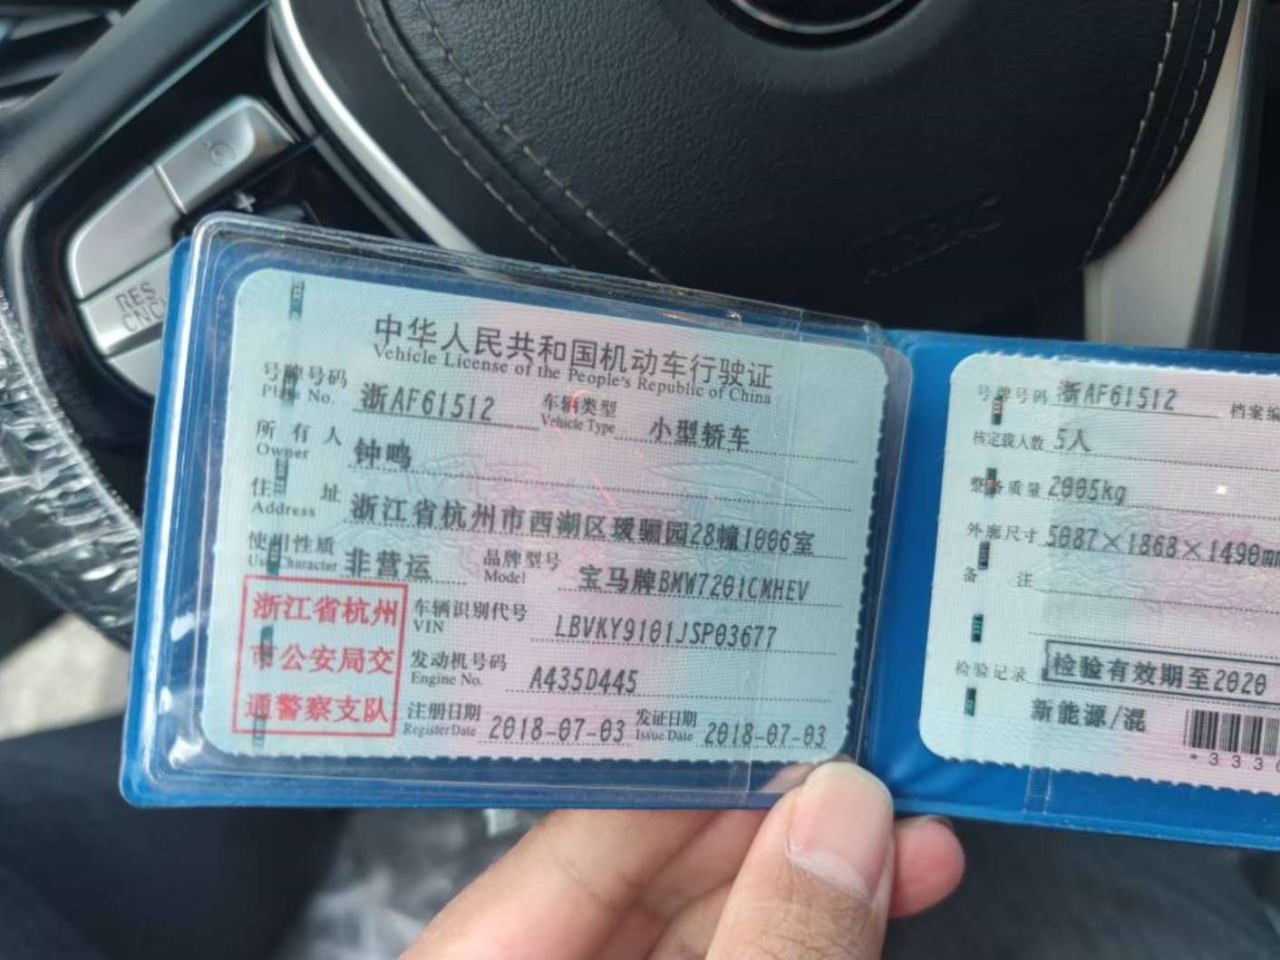 RES
CNCL
中华人民共和国机动车行驶证
Vehicle License of the People's Republic of China
号牌号码 浙AF61512 车辆类型 小型轿车
Plate No. Vehicle Type
所有人 钟鸣
Owner
住址 浙江省杭州市西湖区瑷骊园28幢1006室
Address
使用性质 非营运 品牌型号 宝马牌BMW7201CMHEV
Use Character Model
浙江省杭州
市公安局交
通警察支队
车辆识别代号 LBVKY9101JSP03677
VIN
发动机号码 A435D445
Engine No.
注册日期 2018-07-03 发证日期 2018-07-03
Register Date Issue Date
号牌号码 浙AF61512 档案编
核定载人数 5人
整备质量 2005kg
外廓尺寸 5087×1868×1490mm
备注
检验记录 检验有效期至2020
新能源/混
*3330